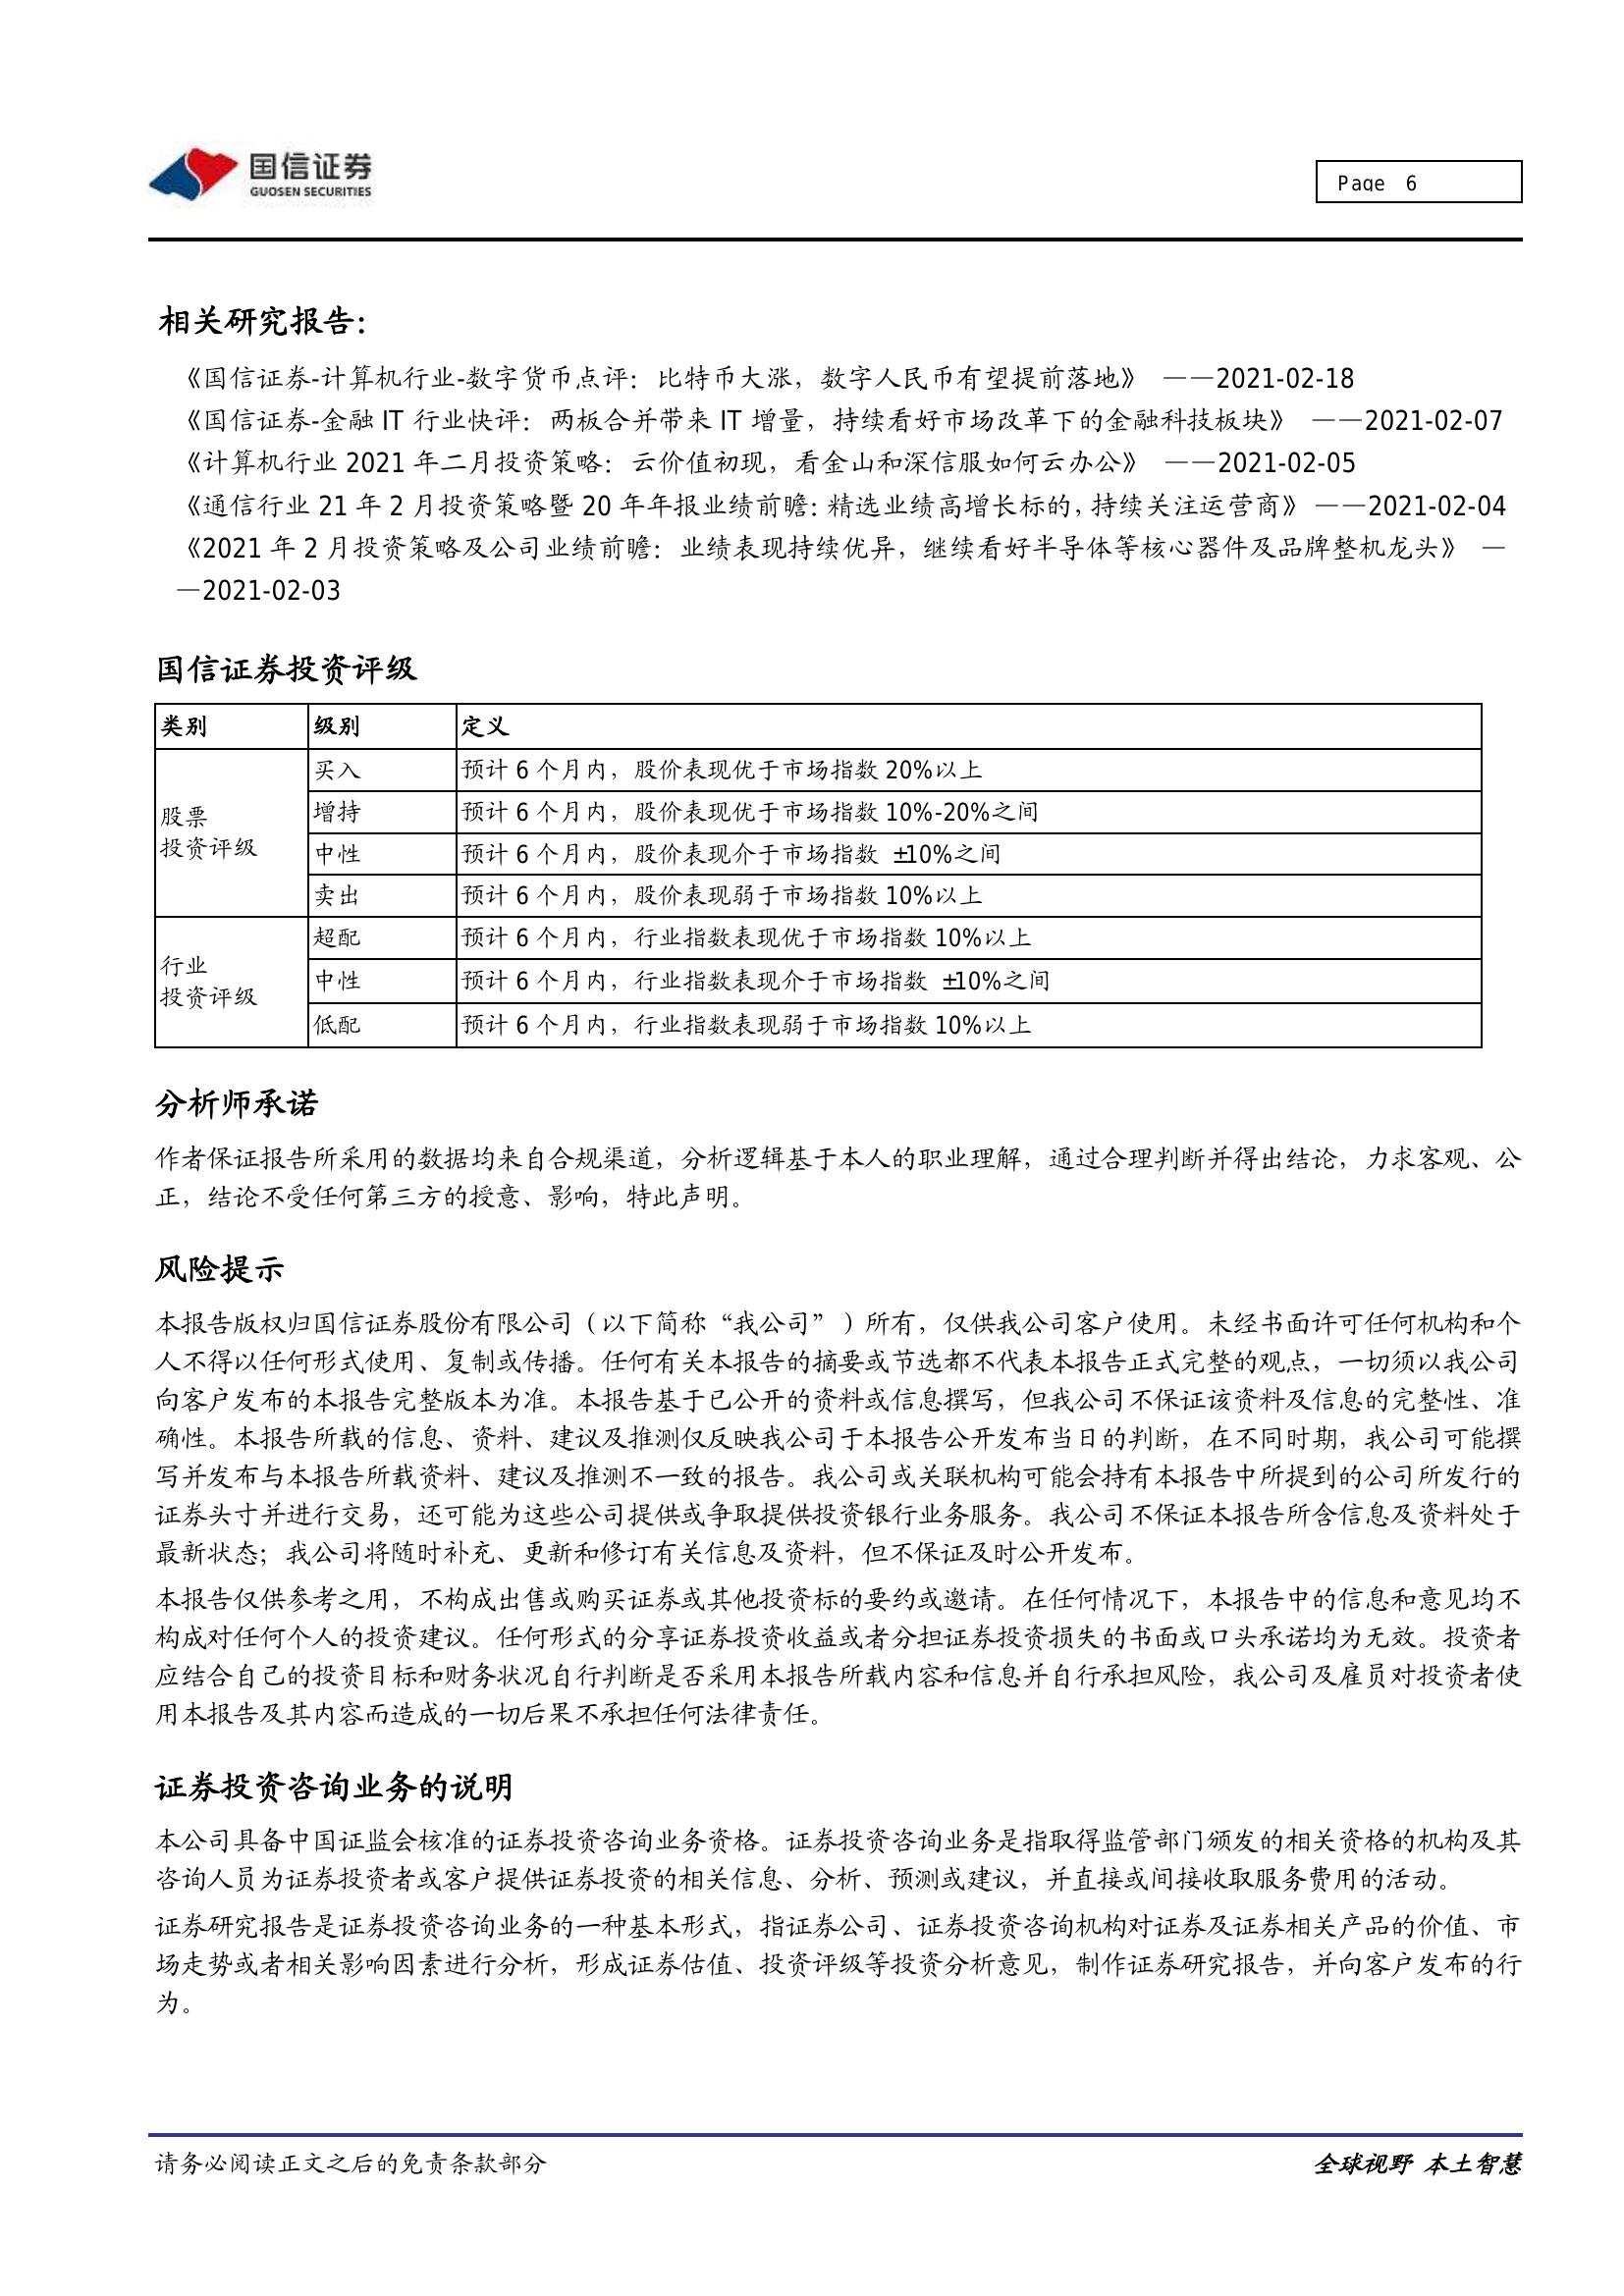 国信证券
GUOSEN SECURITIES
Page 6
相关研究报告：
《国信证券-计算机行业-数字货币点评：比特币大涨，数字人民币有望提前落地》 ——2021-02-18
《国信证券-金融 IT 行业快评：两板合并带来 IT 增量，持续看好市场改革下的金融科技板块》 ——2021-02-07
《计算机行业 2021 年二月投资策略：云价值初现，看金山和深信服如何云办公》 ——2021-02-05
《通信行业 21 年 2 月投资策略暨 20 年年报业绩前瞻：精选业绩高增长标的，持续关注运营商》 ——2021-02-04
《2021 年 2 月投资策略及公司业绩前瞻：业绩表现持续优异，继续看好半导体等核心器件及品牌整机龙头》 —
—2021-02-03
国信证券投资评级
类别 级别 定义
股票
投资评级
买入 预计 6 个月内，股价表现优于市场指数 20%以上
增持 预计 6 个月内，股价表现优于市场指数 10%-20%之间
中性 预计 6 个月内，股价表现介于市场指数 ±10%之间
卖出 预计 6 个月内，股价表现弱于市场指数 10%以上
行业
投资评级
超配 预计 6 个月内，行业指数表现优于市场指数 10%以上
中性 预计 6 个月内，行业指数表现介于市场指数 ±10%之间
低配 预计 6 个月内，行业指数表现弱于市场指数 10%以上
分析师承诺
作者保证报告所采用的数据均来自合规渠道，分析逻辑基于本人的职业理解，通过合理判断并得出结论，力求客观、公
正，结论不受任何第三方的授意、影响，特此声明。
风险提示
本报告版权归国信证券股份有限公司（以下简称“我公司”）所有，仅供我公司客户使用。未经书面许可任何机构和个
人不得以任何形式使用、复制或传播。任何有关本报告的摘要或节选都不代表本报告正式完整的观点，一切须以我公司
向客户发布的本报告完整版本为准。本报告基于已公开的资料或信息撰写，但我公司不保证该资料及信息的完整性、准
确性。本报告所载的信息、资料、建议及推测仅反映我公司于本报告公开发布当日的判断，在不同时期，我公司可能撰
写并发布与本报告所载资料、建议及推测不一致的报告。我公司或关联机构可能会持有本报告中所提到的公司所发行的
证券头寸并进行交易，还可能为这些公司提供或争取提供投资银行业务服务。我公司不保证本报告所含信息及资料处于
最新状态；我公司将随时补充、更新和修订有关信息及资料，但不保证及时公开发布。
本报告仅供参考之用，不构成出售或购买证券或其他投资标的要约或邀请。在任何情况下，本报告中的信息和意见均不
构成对任何个人的投资建议。任何形式的分享证券投资收益或者分担证券投资损失的书面或口头承诺均为无效。投资者
应结合自己的投资目标和财务状况自行判断是否采用本报告所载内容和信息并自行承担风险，我公司及雇员对投资者使
用本报告及其内容而造成的一切后果不承担任何法律责任。
证券投资咨询业务的说明
本公司具备中国证监会核准的证券投资咨询业务资格。证券投资咨询业务是指取得监管部门颁发的相关资格的机构及其
咨询人员为证券投资者或客户提供证券投资的相关信息、分析、预测或建议，并直接或间接收取服务费用的活动。
证券研究报告是证券投资咨询业务的一种基本形式，指证券公司、证券投资咨询机构对证券及证券相关产品的价值、市
场走势或者相关影响因素进行分析，形成证券估值、投资评级等投资分析意见，制作证券研究报告，并向客户发布的行
为。
请务必阅读正文之后的免责条款部分
全球视野 本土智慧